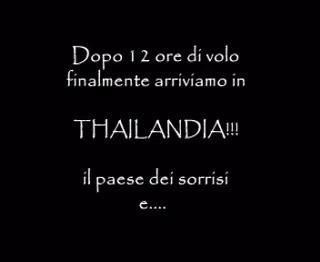 Dopo 12 ore di volo
finalmente arriviamo in
THAILANDIA!!!
il paese dei sorrisi
e....